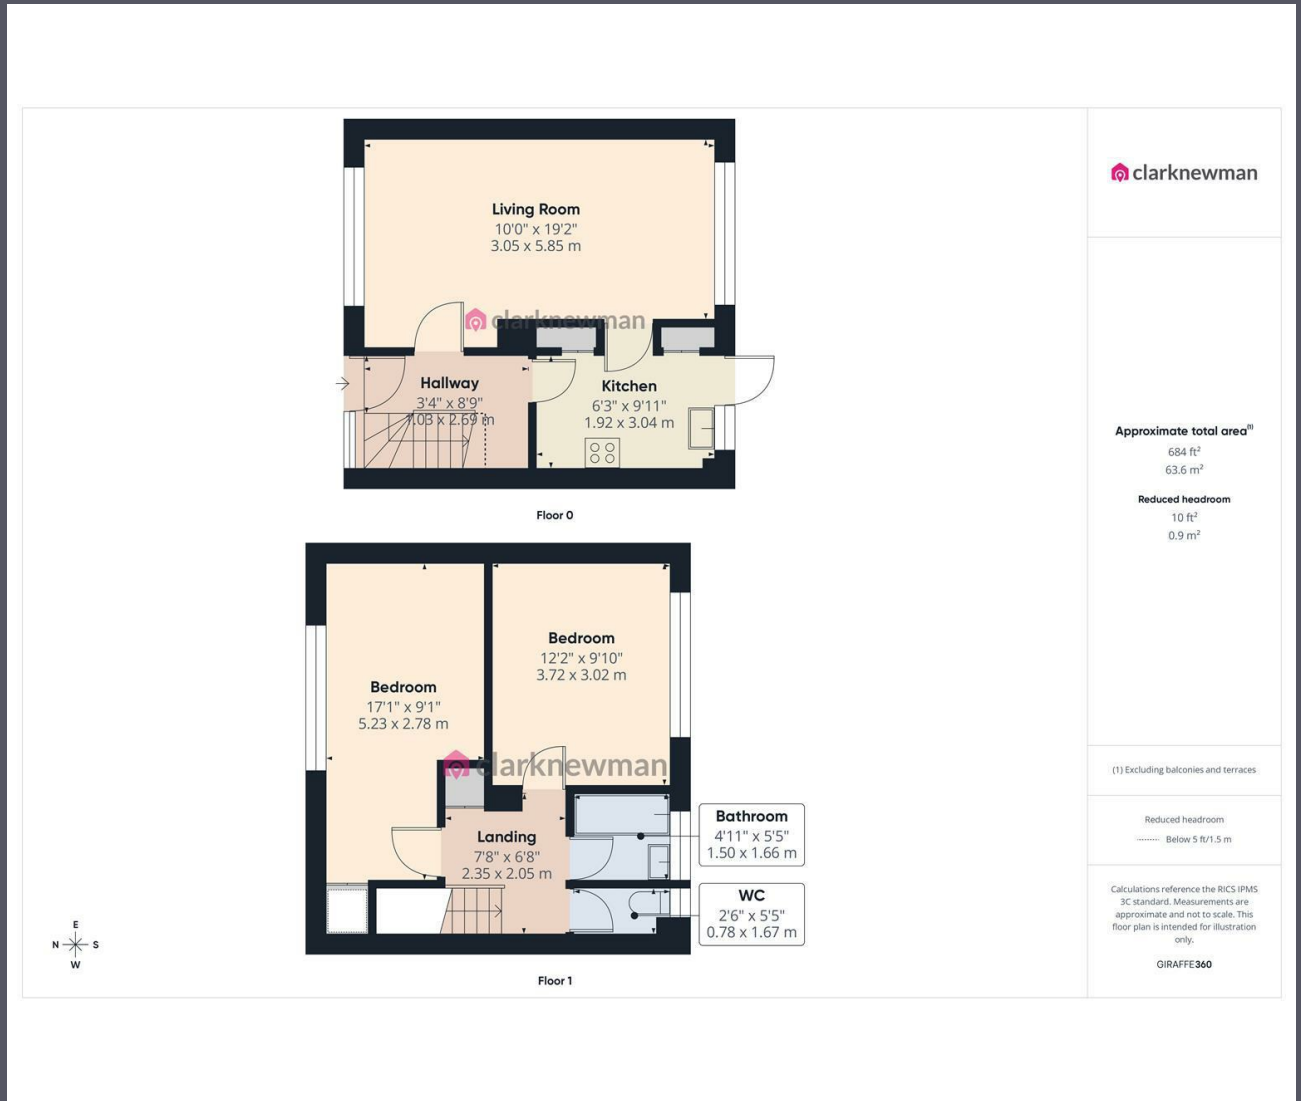 Living Room
10'0" x 19'2"
3.05 x 5.85 m
clarknewman
Hallway
3'4" x 8'9"
1.03 x 2.69 m
Kitchen
6'3" x 9'11"
1.92 x 3.04 m
Floor 0
Bedroom
17'1" x 9'1"
5.23 x 2.78 m
Bedroom
12'2" x 9'10"
3.72 x 3.02 m
clarknewman
Landing
7'8" x 6'8"
2.35 x 2.05 m
Bathroom
4'11" x 5'5"
1.50 x 1.66 m
WC
2'6" x 5'5"
0.78 x 1.67 m
Floor 1
E
N S
W
clarknewman
Approximate total area(1)
684 ft²
63.6 m²
Reduced headroom
10 ft²
0.9 m²
(1) Excluding balconies and terraces
Reduced headroom
Below 5 ft/1.5 m
Calculations reference the RICS IPMS
3C standard. Measurements are
approximate and not to scale. This
floor plan is intended for illustration
only.
GIRAFFE360